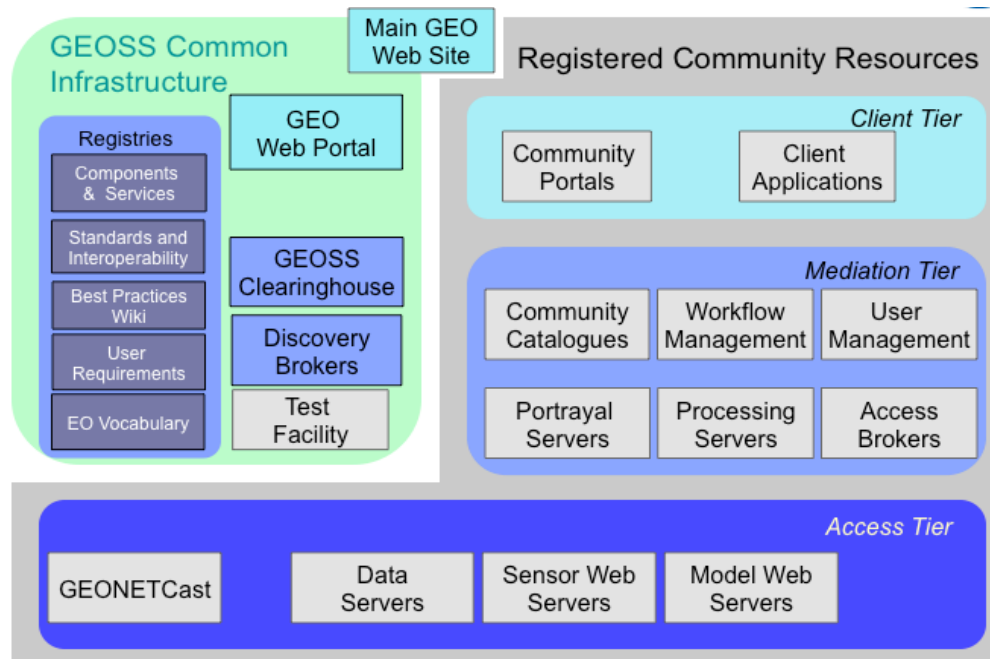 Main GEO
Web Site
GEOSS Common
Infrastructure
Registries
Components
& Services
Standards and
Interoperability
Best Practices
Wiki
User
Requirements
EO Vocabulary
GEO
Web Portal
GEOSS
Clearinghouse
Discovery
Brokers
Test
Facility
Registered Community Resources
Client Tier
Community
Portals
Client
Applications
Mediation Tier
Community
Catalogues
Workflow
Management
User
Management
Portrayal
Servers
Processing
Servers
Access
Brokers
Access Tier
GEONETCast
Data
Servers
Sensor Web
Servers
Model Web
Servers